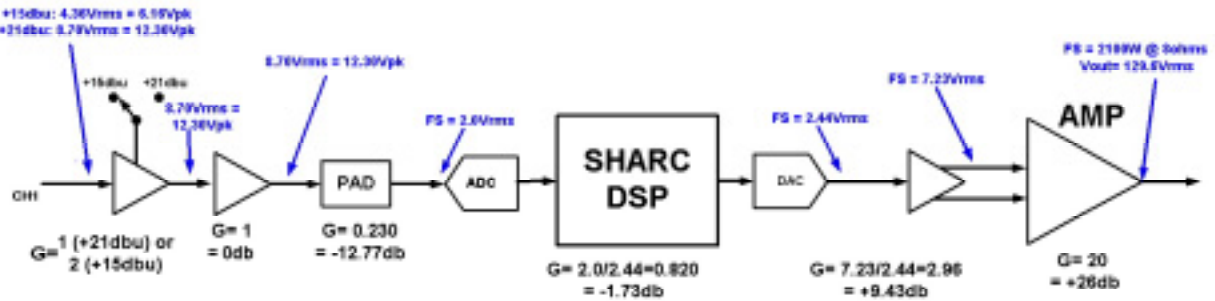 +15dbu: 4.36Vrms = 6.16Vpk
+21dbu: 8.70Vrms = 12.30Vpk
+15dbu +21dbu
8.70Vrms =
12.30Vpk
8.70Vrms = 12.30Vpk
FS = 2.0Vrms
FS = 2.44Vrms
FS = 7.23Vrms
FS = 2100W @ 8ohms
Vout= 129.6Vrms
AMP
CH1
PAD
ADC
SHARC
DSP
DAC
G= 1 (+21dbu) or
2 (+15dbu)
G= 1
= 0db
G= 0.230
= -12.77db
G= 2.0/2.44=0.820
= -1.73db
G= 7.23/2.44=2.96
= +9.43db
G= 20
= +26db